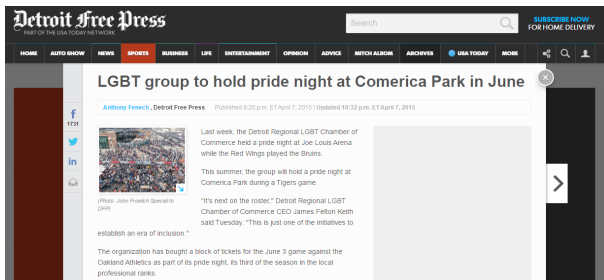 Detroit Free Press
PART OF THE USA TODAY NETWORK
Search
SUBSCRIBE NOW
FOR HOME DELIVERY
HOME AUTO SHOW NEWS SPORTS BUSINESS LIFE ENTERTAINMENT OPINION ADVICE MITCH ALBOM ARCHIVES USA TODAY MORE
LGBT group to hold pride night at Comerica Park in June
Anthony Fenech, Detroit Free Press Published 8:20 p.m. ET April 7, 2015 | Updated 10:32 p.m. ET April 7, 2015
f
1731
in
(Photo: John Froelich Special to
DFP)
Last week, the Detroit Regional LGBT Chamber of
Commerce held a pride night at Joe Louis Arena
while the Red Wings played the Bruins.
This summer, the group will hold a pride night at
Comerica Park during a Tigers game.
"It's next on the roster," Detroit Regional LGBT
Chamber of Commerce CEO James Felton Keith
said Tuesday. "This is just one of the initiatives to
establish an era of inclusion."
The organization has bought a block of tickets for the June 3 game against the
Oakland Athletics as part of its pride night, its third of the season in the local
professional ranks.